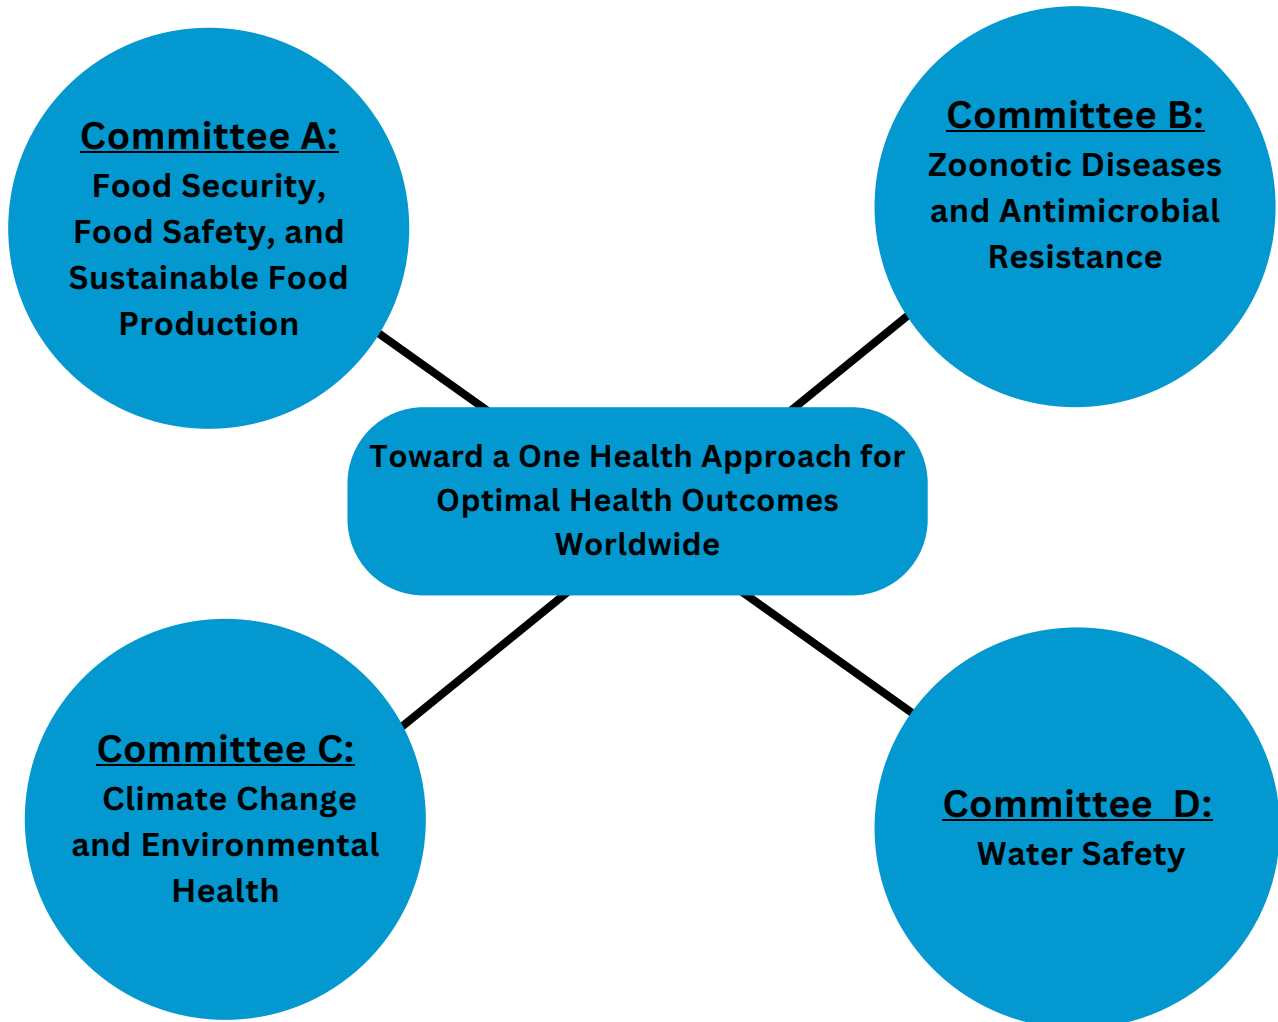 Committee A:
Food Security,
Food Safety, and
Sustainable Food
Production
Committee B:
Zoonotic Diseases
and Antimicrobial
Resistance
Toward a One Health Approach for
Optimal Health Outcomes
Worldwide
Committee C:
Climate Change
and Environmental
Health
Committee  D:
Water Safety